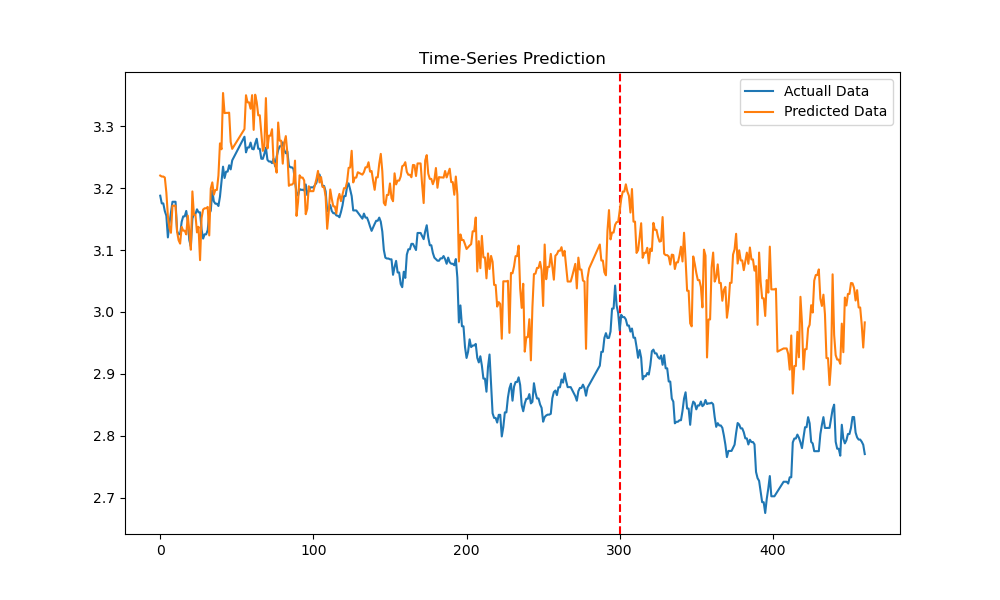 Time-Series Prediction
Actuall Data
Predicted Data
3.3
3.2
3.1
3.0
2.9
2.8
2.7
0 100 200 300 400